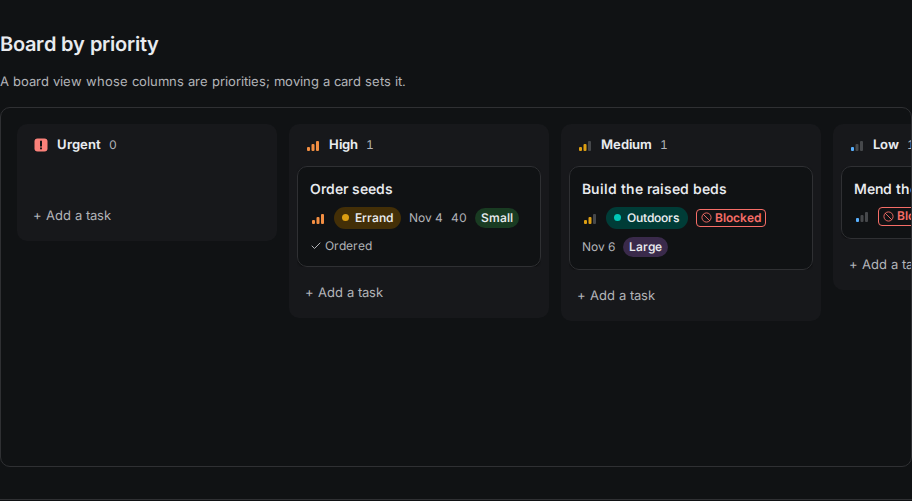 Board by priority
A board view whose columns are priorities; moving a card sets it.
Urgent 0
+ Add a task
High 1
Order seeds
Errand Nov 4 40 Small
✓ Ordered
+ Add a task
Medium 1
Build the raised beds
Outdoors Blocked
Nov 6 Large
+ Add a task
Low
Mend
+ Add a